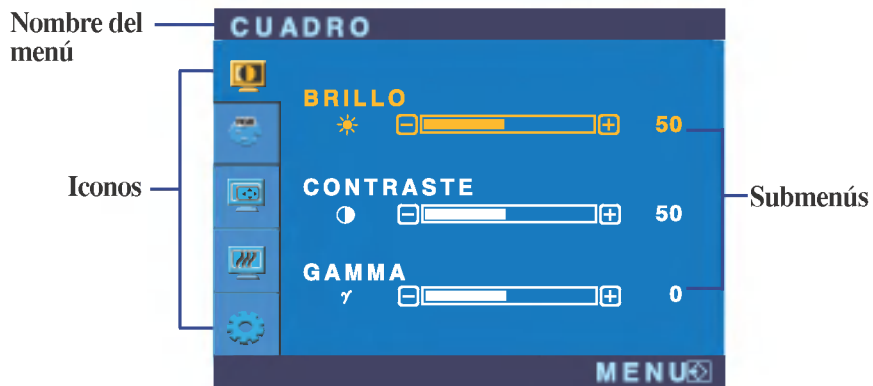 Nombre del
menú
CUADRO
BRILLO
50
Iconos
CONTRASTE
50
Submenús
GAMMA
γ
0
MENU